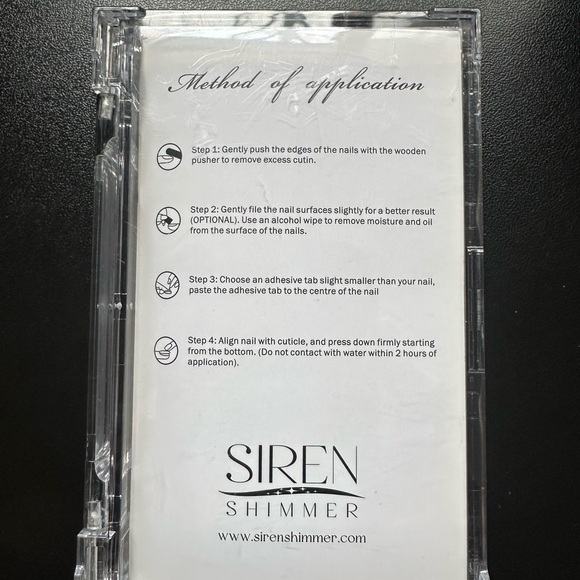 Method of application
Step 1: Gently push the edges of the nails with the wooden
pusher to remove excess cutin.
Step 2: Gently file the nail surfaces slightly for a better result
(OPTIONAL). Use an alcohol wipe to remove moisture and oil
from the surface of the nails.
Step 3: Choose an adhesive tab slight smaller than your nail,
paste the adhesive tab to the centre of the nail
Step 4: Align nail with cuticle, and press down firmly starting
from the bottom. (Do not contact with water within 2 hours of
application).
SIREN
SHIMMER
www.sirenshimmer.com